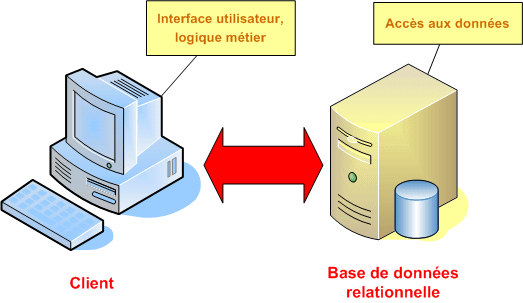 Interface utilisateur,
logique métier
Accès aux données
Client
Base de données
relationnelle